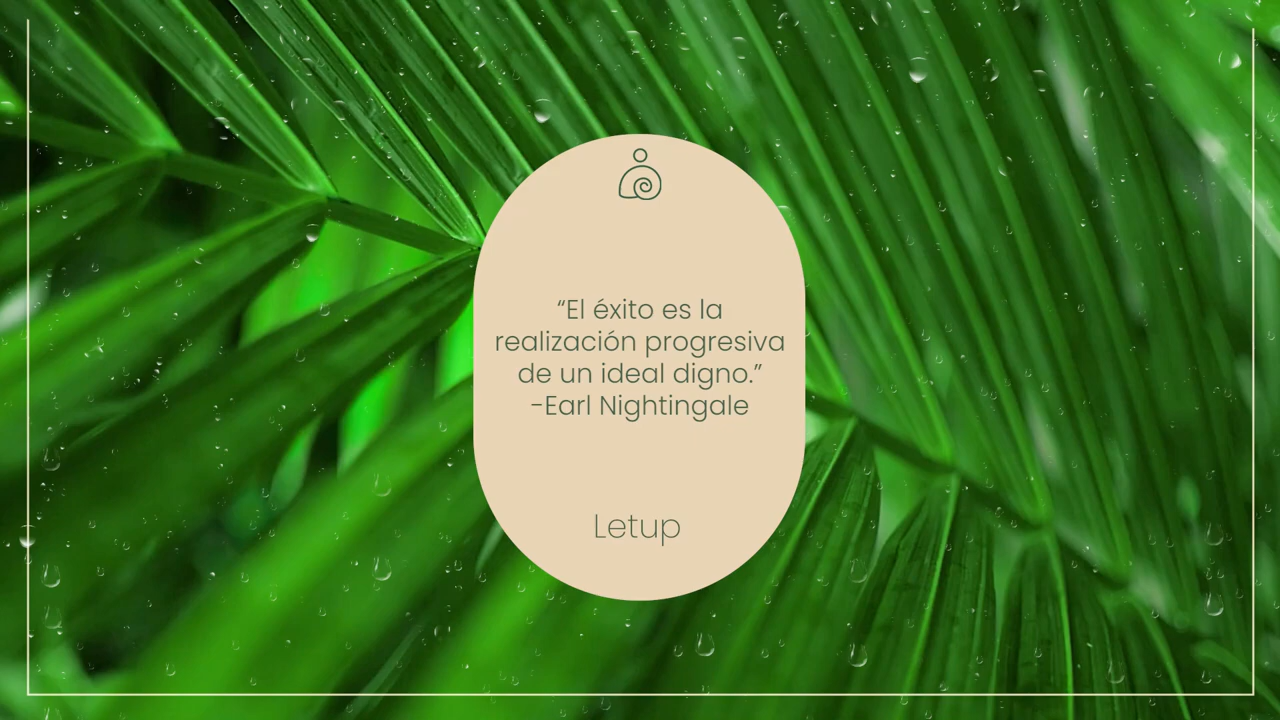 “El éxito es la
realización progresiva
de un ideal digno.”
-Earl Nightingale
Letup